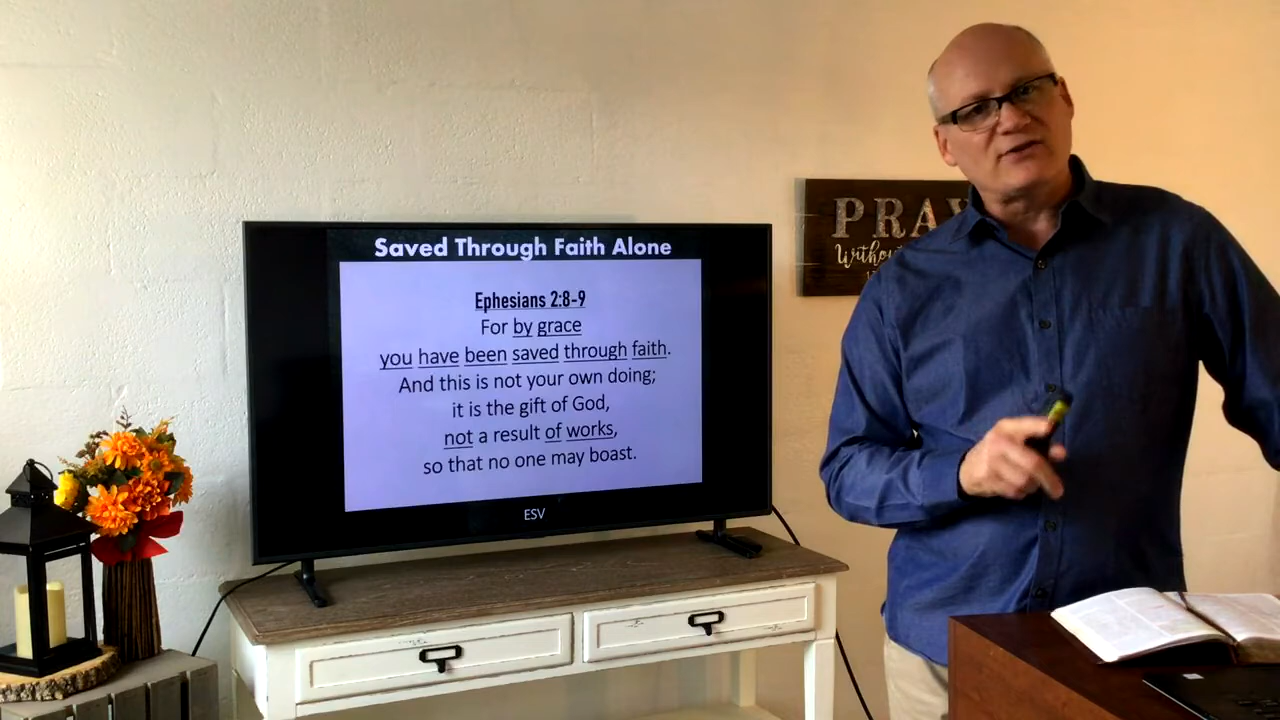 Saved Through Faith Alone
Ephesians 2:8-9
For by grace
you have been saved through faith.
And this is not your own doing;
it is the gift of God,
not a result of works,
so that no one may boast.
ESV
PRAY